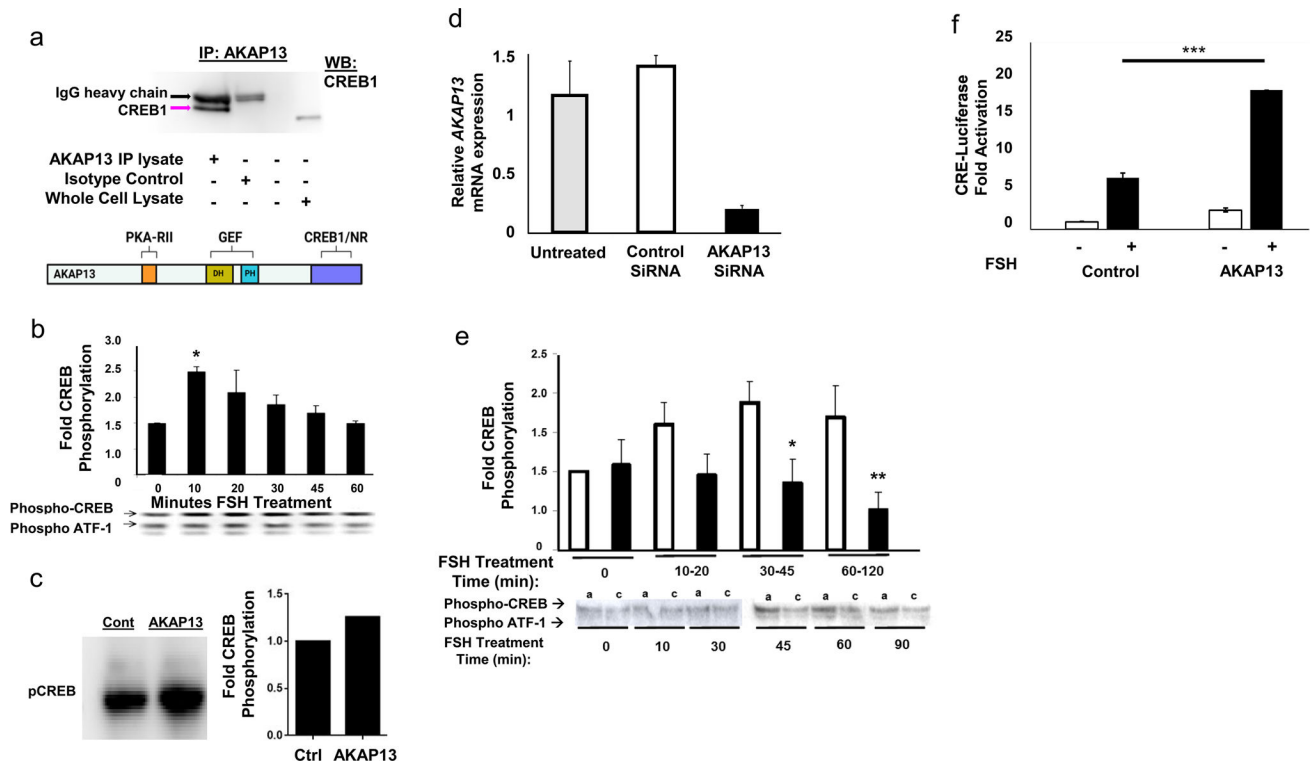 a
IP: AKAP13
WB:
CREB1
IgG heavy chain
CREB1
AKAP13 IP lysate + - - -
Isotype Control - + - -
Whole Cell Lysate - - - +
PKA-RII GEF CREB1/NR
AKAP13 DH PH
b
Fold CREB
Phosphorylation
3.0
2.5
2.0
1.5
1.0
0
*
0 10 20 30 45 60
Minutes FSH Treatment
Phospho-CREB
Phospho ATF-1
c
Cont AKAP13
pCREB
Fold CREB
Phosphorylation
1.5
1.0
0.5
0.0
Ctrl AKAP13
d
Relative AKAP13
mRNA expression
1.5
1
0.5
0
Untreated Control SiRNA AKAP13 SiRNA
e
Fold CREB
Phosphorylation
2.5
2.0
1.5
1.5
1.0
0
*
**
FSH Treatment
Time (min):
0 10-20 30-45 60-120
a c a c a c a c a c a c
Phospho-CREB →
Phospho ATF-1 →
FSH Treatment
Time (min):
0 10 30 45 60 90
f
CRE-Luciferase
Fold Activation
25
20
15
10
5
0
***
FSH - + - +
Control AKAP13